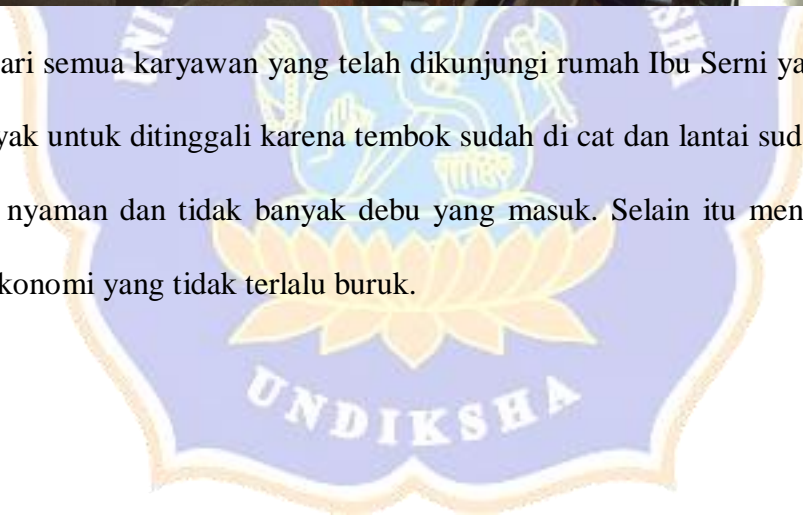 ari semua karyawan yang telah dikunjungi rumah Ibu Serni ya
yak untuk ditinggali karena tembok sudah di cat dan lantai sud
nyaman dan tidak banyak debu yang masuk. Selain itu men
konomi yang tidak terlalu buruk.
UNDIKSHA